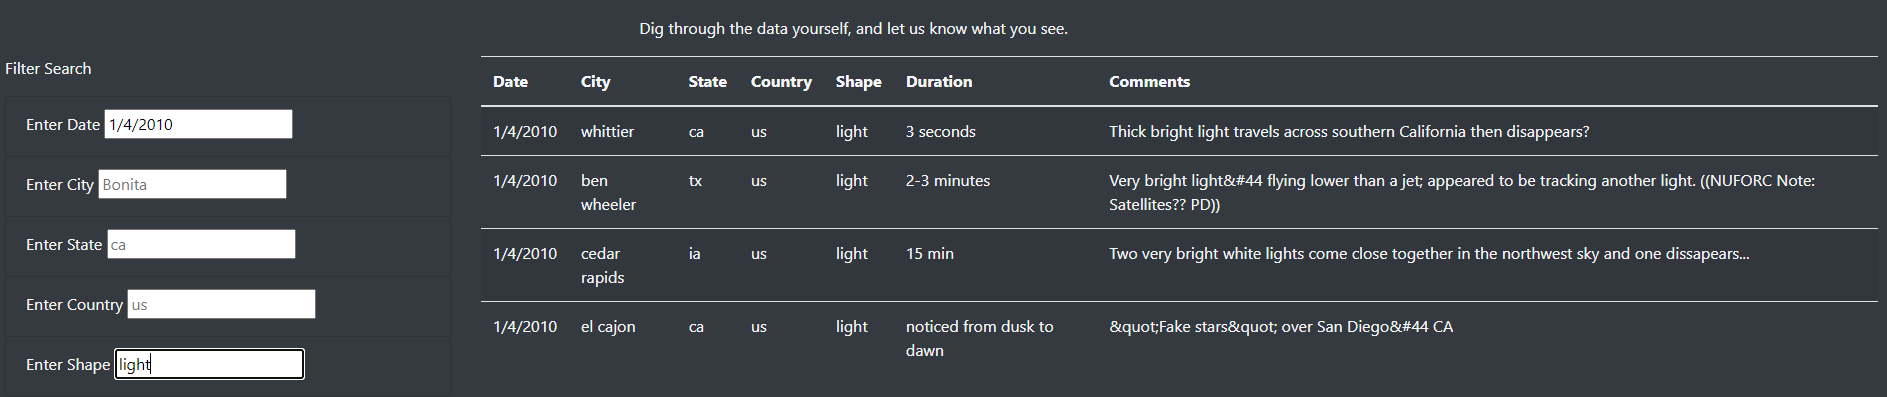 Dig through the data yourself, and let us know what you see.
Filter Search
Enter Date 1/4/2010
Enter City Bonita
Enter State ca
Enter Country us
Enter Shape light
Date City State Country Shape Duration Comments
1/4/2010 whittier ca us light 3 seconds Thick bright light travels across southern California then disappears?
1/4/2010 ben tx us light 2-3 minutes Very bright light&#44 flying lower than a jet; appeared to be tracking another light. ((NUFORC Note:
wheeler Satellites?? PD))
1/4/2010 cedar ia us light 15 min Two very bright white lights come close together in the northwest sky and one dissapears...
rapids
1/4/2010 el cajon ca us light noticed from dusk to &quot;Fake stars&quot; over San Diego&#44 CA
dawn